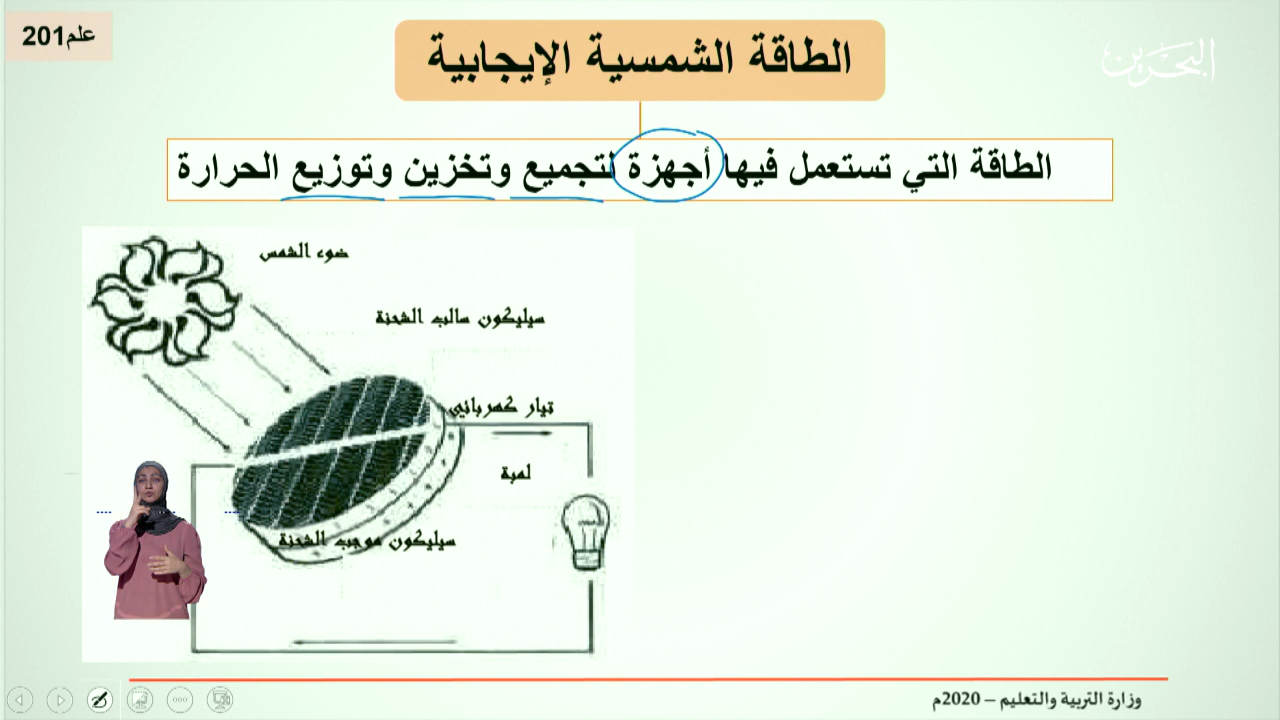 علم201
الطاقة الشمسية الإيجابية
البحرين
الطاقة التي تستعمل فيها أجهزة لتجميع وتخزين وتوزيع الحرارة
ضوء الشمس
سيليكون سالب الشحنة
تيار كهربائي
لمبة
سيليكون موجب الشحنة
وزارة التربية والتعليم – 2020م